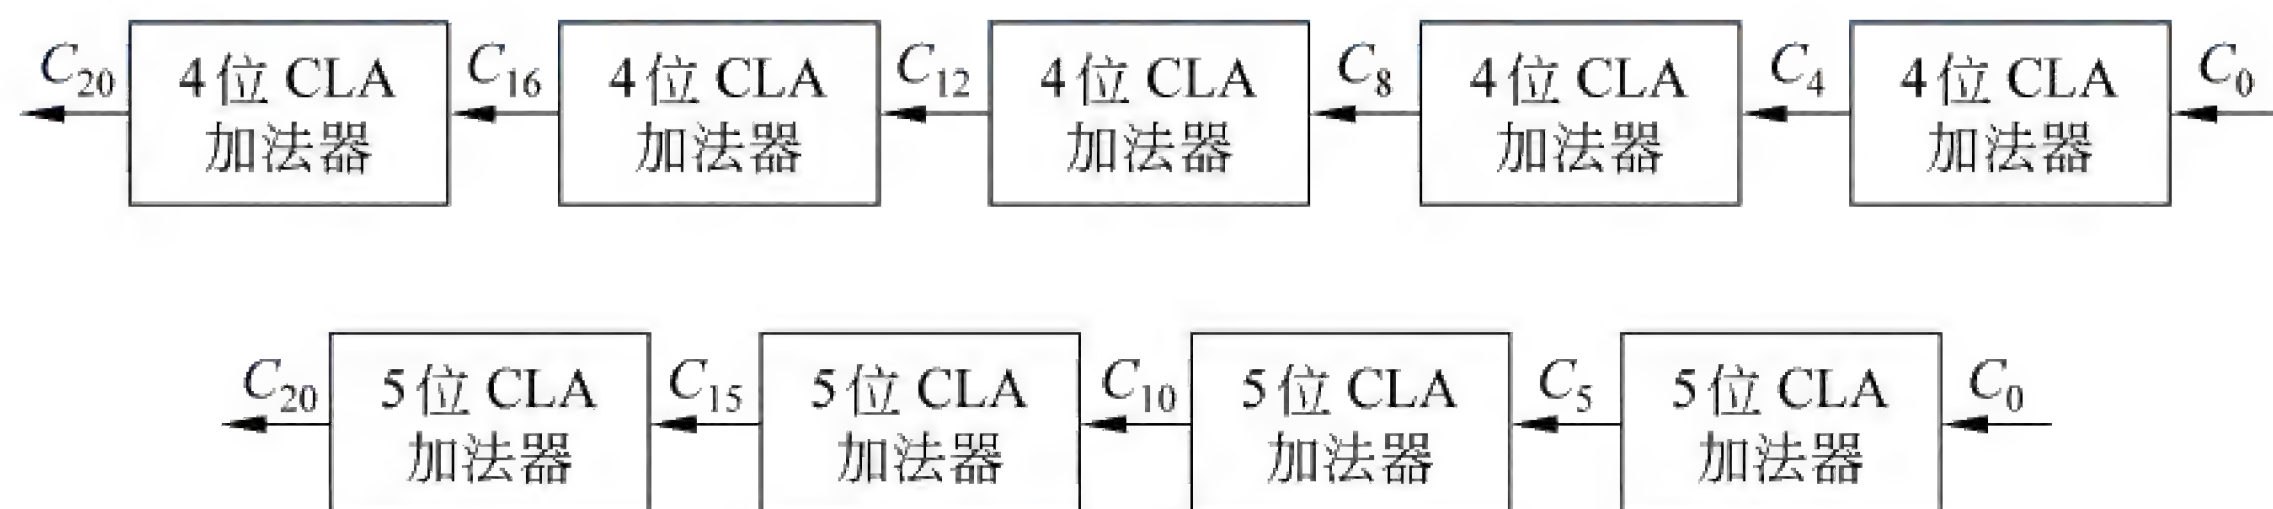 C₂₀ 4位 CLA 加法器 C₁₆ 4位 CLA 加法器 C₁₂ 4位 CLA 加法器 C₈ 4位 CLA 加法器 C₄ 4位 CLA 加法器 C₀
C₂₀ 5位 CLA 加法器 C₁₅ 5位 CLA 加法器 C₁₀ 5位 CLA 加法器 C₅ 5位 CLA 加法器 C₀